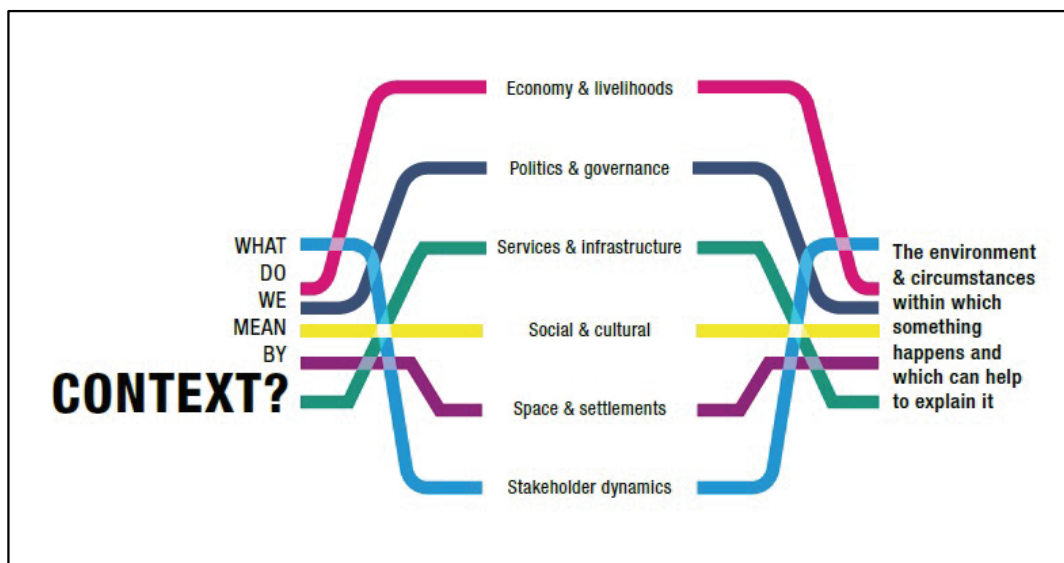 WHAT
DO
WE
MEAN
BY
CONTEXT?
Economy & livelihoods
Politics & governance
Services & infrastructure
Social & cultural
Space & settlements
Stakeholder dynamics
The environment
& circumstances
within which
something
happens and
which can help
to explain it